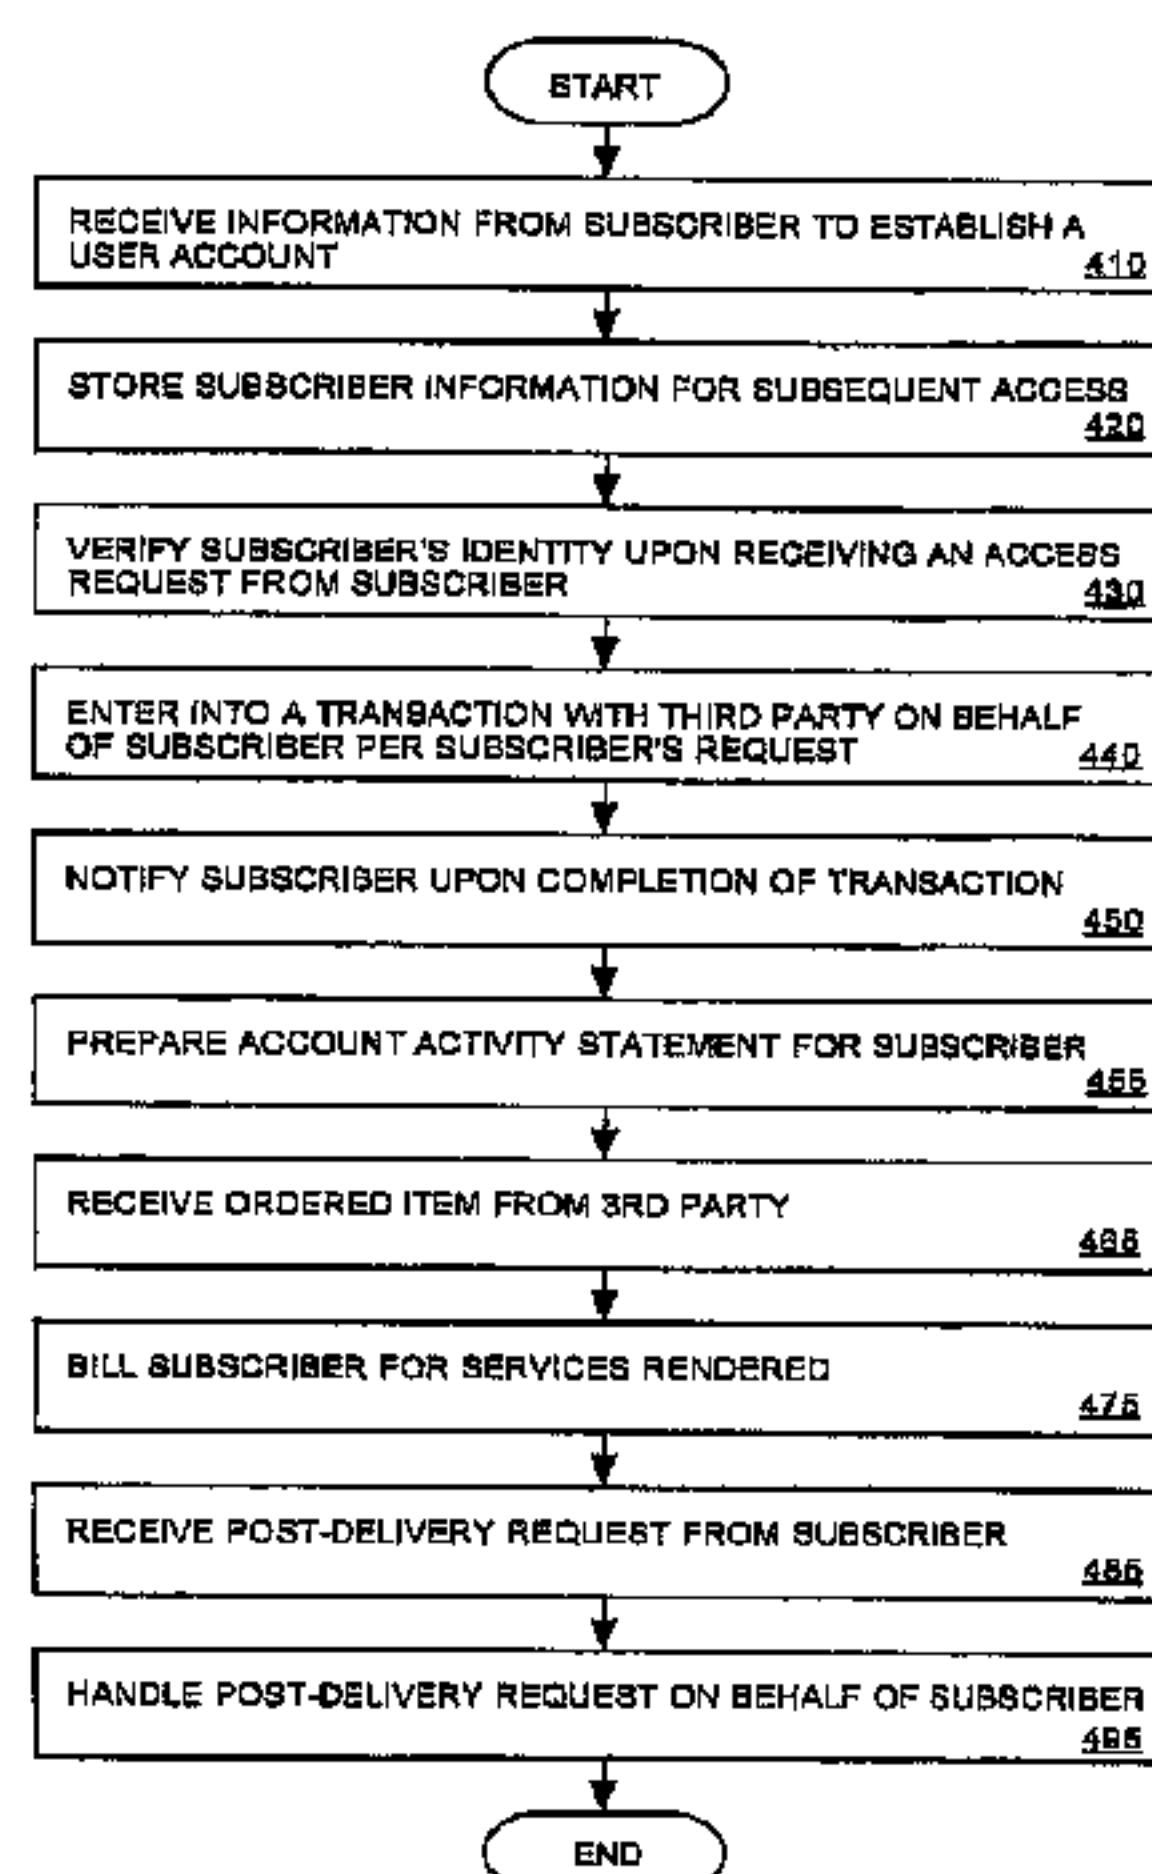 START
RECEIVE INFORMATION FROM SUBSCRIBER TO ESTABLISH A
USER ACCOUNT
410
STORE SUBSCRIBER INFORMATION FOR SUBSEQUENT ACCESS
420
VERIFY SUBSCRIBER'S IDENTITY UPON RECEIVING AN ACCESS
REQUEST FROM SUBSCRIBER
430
ENTER INTO A TRANSACTION WITH THIRD PARTY ON BEHALF
OF SUBSCRIBER PER SUBSCRIBER'S REQUEST
440
NOTIFY SUBSCRIBER UPON COMPLETION OF TRANSACTION
450
PREPARE ACCOUNT ACTIVITY STATEMENT FOR SUBSCRIBER
455
RECEIVE ORDERED ITEM FROM 3RD PARTY
465
BILL SUBSCRIBER FOR SERVICES RENDERED
475
RECEIVE POST-DELIVERY REQUEST FROM SUBSCRIBER
485
HANDLE POST-DELIVERY REQUEST ON BEHALF OF SUBSCRIBER
495
END